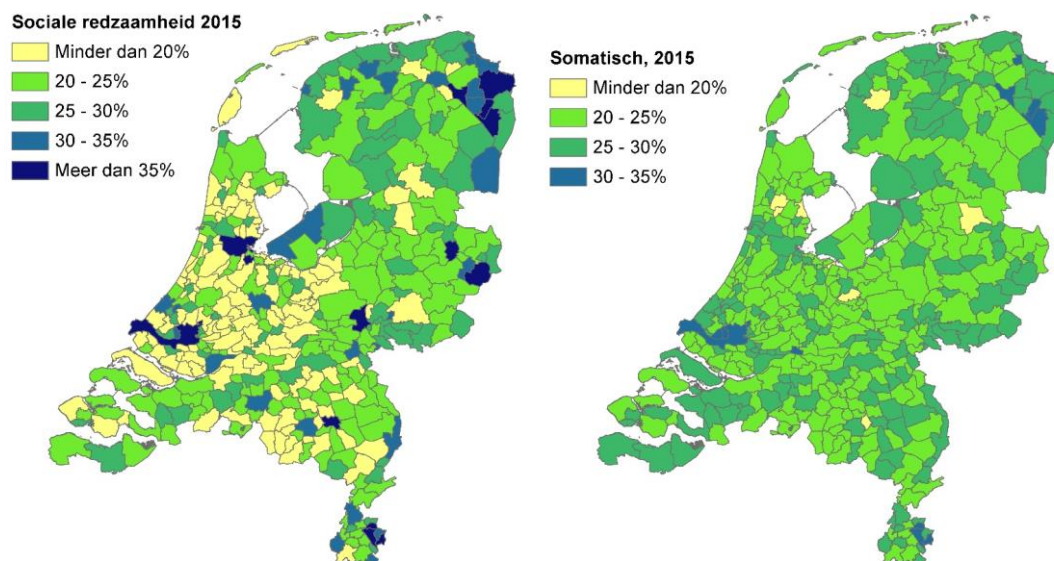 Sociale redzaamheid 2015
Minder dan 20%
20 - 25%
25 - 30%
30 - 35%
Meer dan 35%
Somatisch, 2015
Minder dan 20%
20 - 25%
25 - 30%
30 - 35%